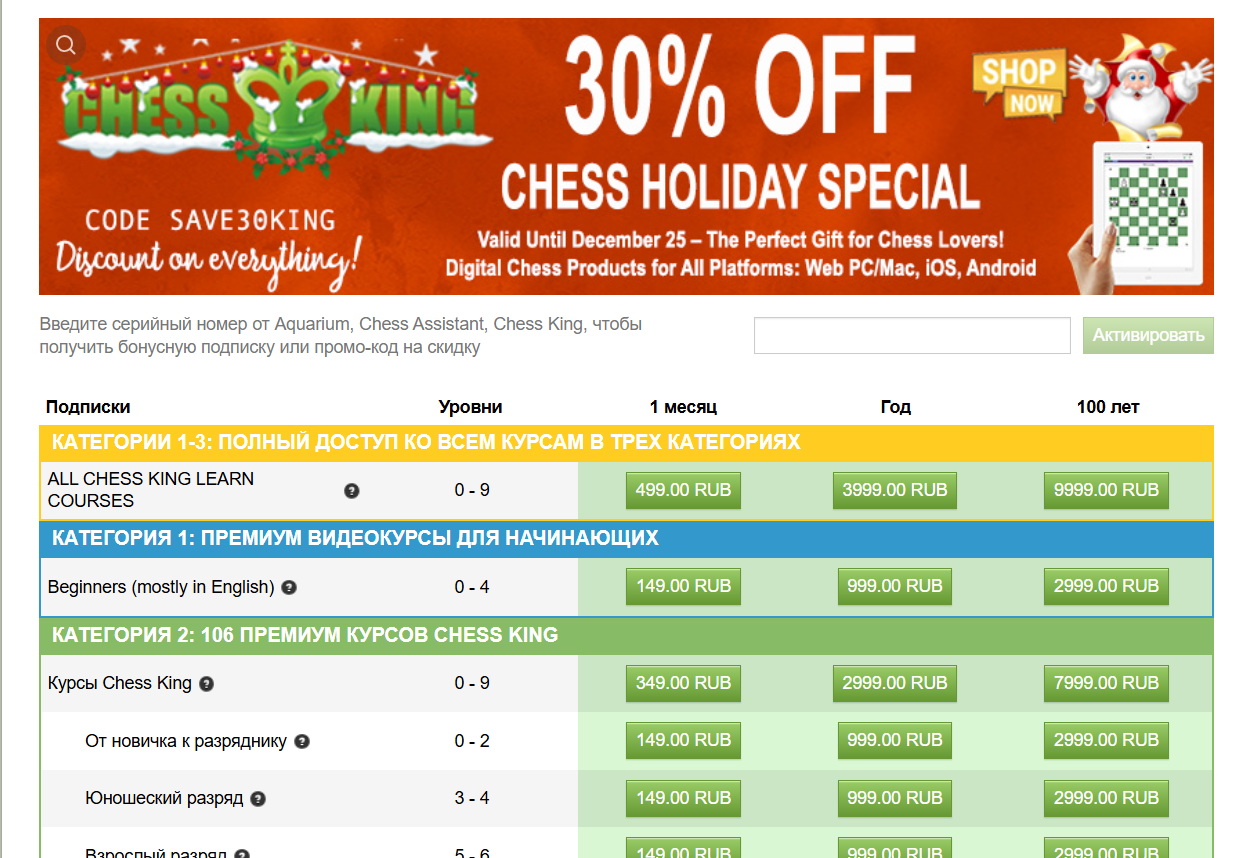 CHESS KING
30% OFF
SHOP
NOW
CHESS HOLIDAY SPECIAL
CODE SAVE30KING
Discount on everything!
Valid Until December 25 – The Perfect Gift for Chess Lovers!
Digital Chess Products for All Platforms: Web PC/Mac, iOS, Android
Введите серийный номер от Aquarium, Chess Assistant, Chess King, чтобы
получить бонусную подписку или промо-код на скидку
Активировать
Подписки Уровни 1 месяц Год 100 лет
КАТЕГОРИИ 1-3: ПОЛНЫЙ ДОСТУП КО ВСЕМ КУРСАМ В ТРЕХ КАТЕГОРИЯХ
ALL CHESS KING LEARN
COURSES ? 0 - 9 499.00 RUB 3999.00 RUB 9999.00 RUB
КАТЕГОРИЯ 1: ПРЕМИУМ ВИДЕОКУРСЫ ДЛЯ НАЧИНАЮЩИХ
Beginners (mostly in English) ? 0 - 4 149.00 RUB 999.00 RUB 2999.00 RUB
КАТЕГОРИЯ 2: 106 ПРЕМИУМ КУРСОВ CHESS KING
Курсы Chess King ? 0 - 9 349.00 RUB 2999.00 RUB 7999.00 RUB
От новичка к разряднику ? 0 - 2 149.00 RUB 999.00 RUB 2999.00 RUB
Юношеский разряд ? 3 - 4 149.00 RUB 999.00 RUB 2999.00 RUB
Взрослый разряд ? 5 - 6 149.00 RUB 999.00 RUB 2999.00 RUB